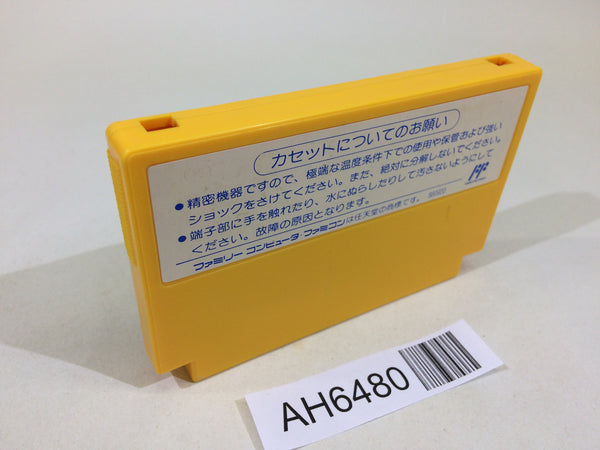 カセットについてのお願い
●精密機器ですので、極端な温度条件下での使用や保管および強い
ショックをさけてください。また、絶対に分解しないでください。
●端子部に手を触れたり、水にぬらしたりして汚さないようにして
ください。故障の原因となります。
ファミリーコンピュータ・ファミコンは任天堂の商標です。
AH6480